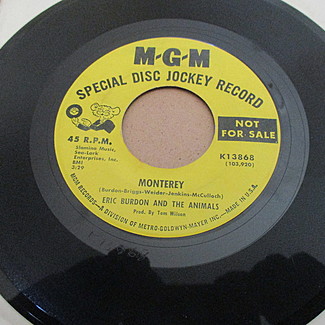 M-G-M
SPECIAL DISC JOCKEY RECORD
NOT
FOR SALE
45 R.P.M.
Slamina Music,
Sea-Lark
Enterprises, Inc.
BMI
3:29
K13868
(103,920)
MONTEREY
(Burdon-Briggs-Weider-Jenkins-McCulloch)
ERIC BURDON AND THE ANIMALS
Prod. By Tom Wilson
MGM RECORDS—A DIVISION OF METRO-GOLDWYN-MAYER INC.—MADE IN U.S.A.